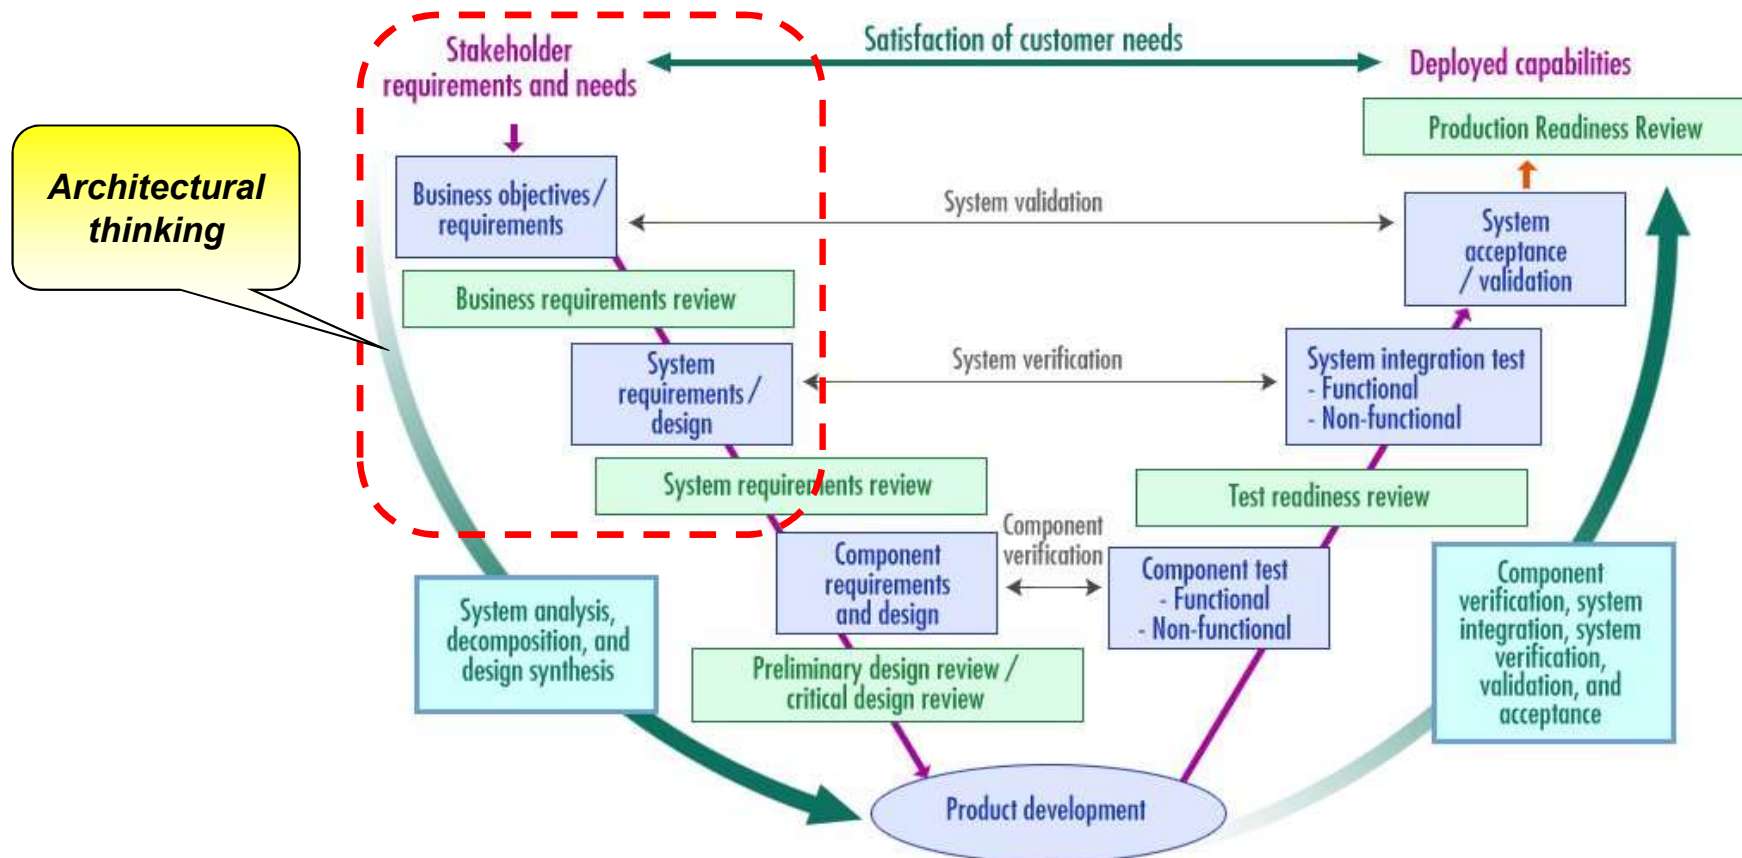 Stakeholder
requirements and needs
Satisfaction of customer needs
Deployed capabilities
Production Readiness Review
Architectural
thinking
Business objectives/
requirements
System validation
System
acceptance
/ validation
Business requirements review
System
requirements/
design
System verification
System integration test
- Functional
- Non-functional
System requirements review
Test readiness review
Component
verification
Component
requirements
and design
Component test
- Functional
- Non-functional
System analysis,
decomposition, and
design synthesis
Component
verification, system
integration, system
verification,
validation, and
acceptance
Preliminary design review /
critical design review
Product development